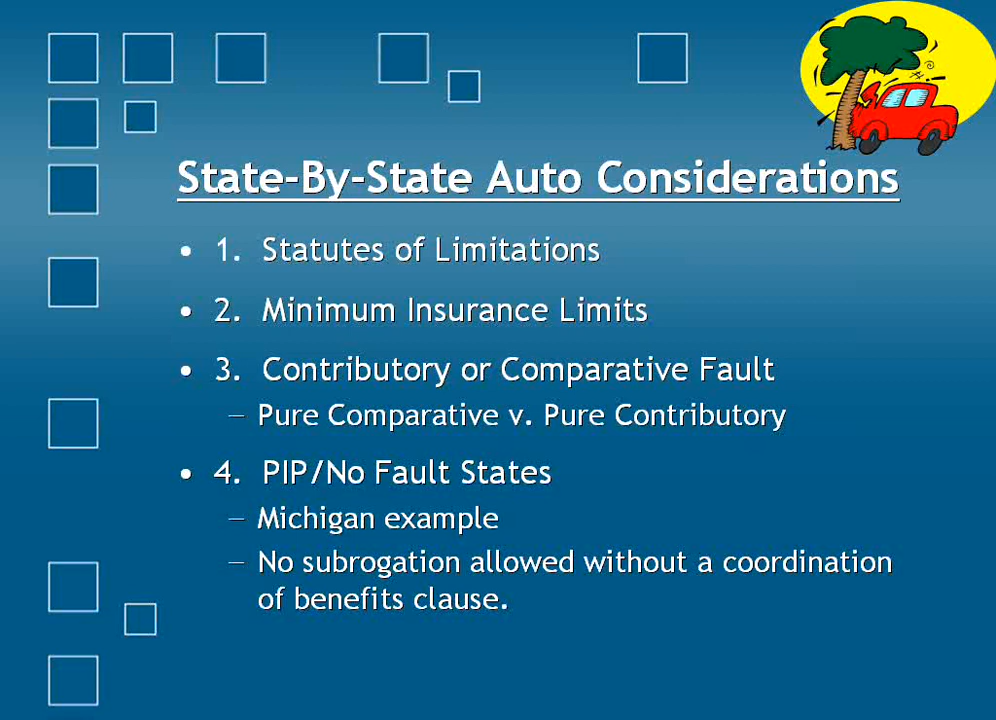 State-By-State Auto Considerations
• 1. Statutes of Limitations
• 2. Minimum Insurance Limits
• 3. Contributory or Comparative Fault
– Pure Comparative v. Pure Contributory
• 4. PIP/No Fault States
– Michigan example
– No subrogation allowed without a coordination
of benefits clause.